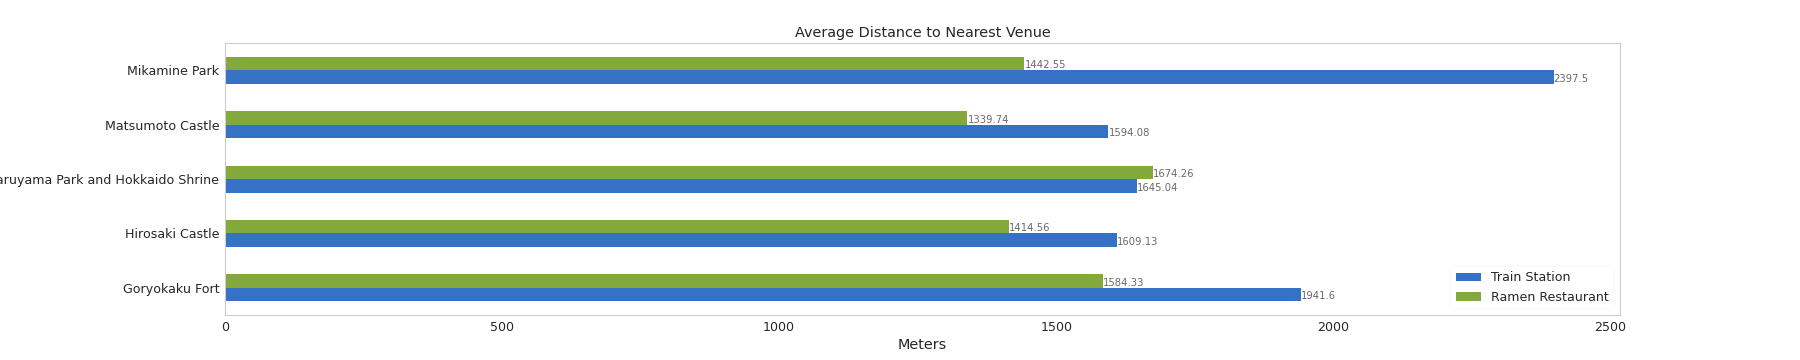 Average Distance to Nearest Venue
Mikamine Park
1442.55
2397.5
Matsumoto Castle
1339.74
1594.08
aruyama Park and Hokkaido Shrine
1674.26
1645.04
Hirosaki Castle
1414.56
1609.13
Goryokaku Fort
1584.33
1941.6
Train Station
Ramen Restaurant
0 500 1000 1500 2000 2500
Meters